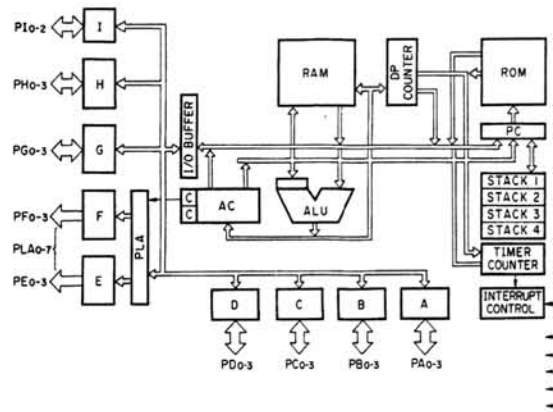 PI0-2
I
PH0-3
H
PG0-3
G
I/O BUFFER
PF0-3
F
PLA0-7
PLA
PE0-3
E
RAM
DP COUNTER
ROM
PC
STACK 1
STACK 2
STACK 3
STACK 4
C
C
AC
ALU
TIMER
COUNTER
INTERRUPT
CONTROL
D
C
B
A
PD0-3
PC0-3
PB0-3
PA0-3